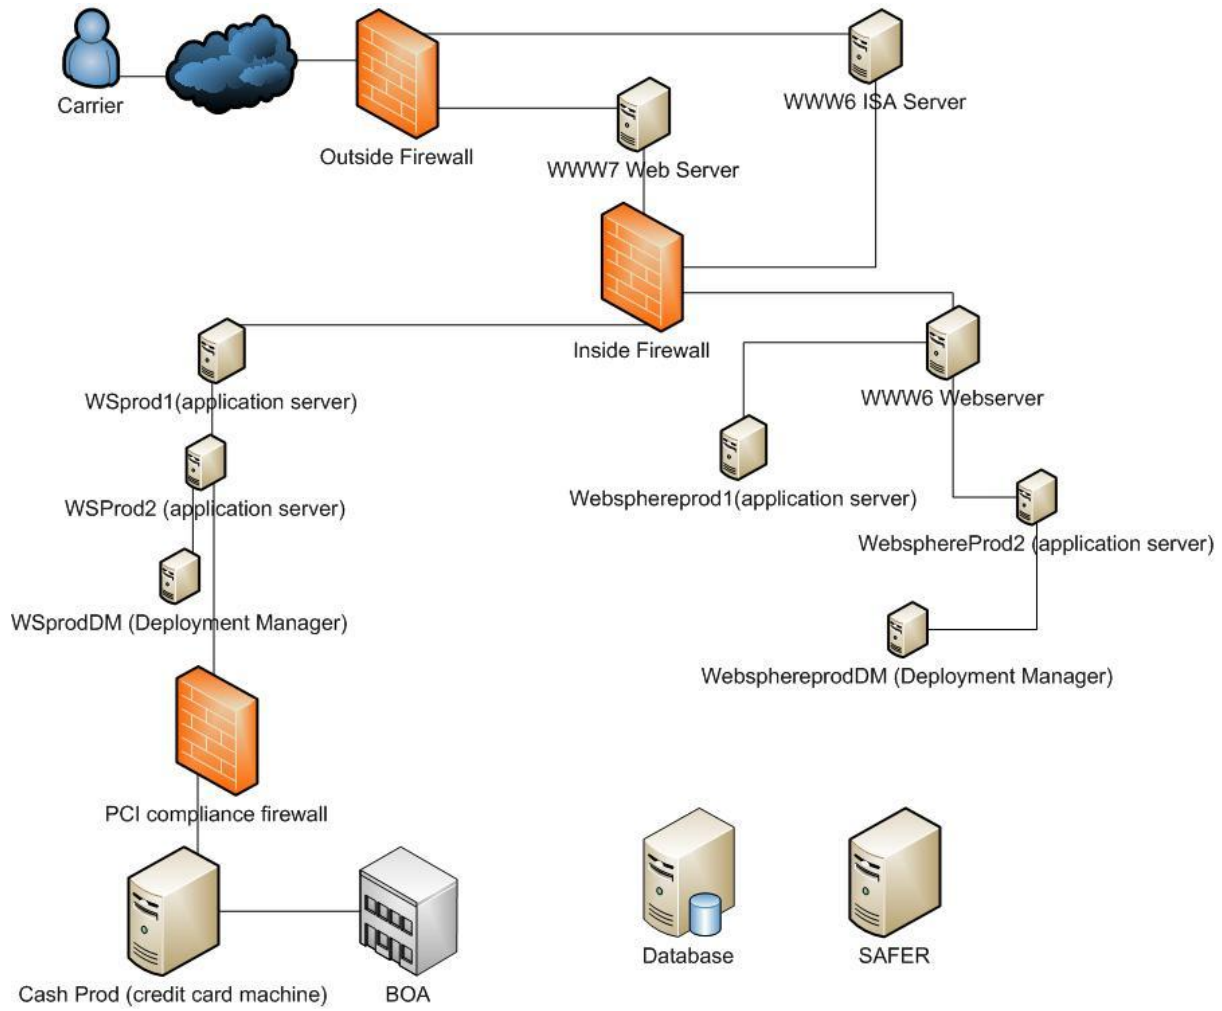 Carrier
WWW6 ISA Server
Outside Firewall
WWW7 Web Server
Inside Firewall
WSprod1(application server)
WWW6 Webserver
WSProd2 (application server)
Websphereprod1(application server)
WebsphereProd2 (application server)
WSprodDM (Deployment Manager)
WebsphereprodDM (Deployment Manager)
PCI compliance firewall
Database
SAFER
Cash Prod (credit card machine)
BOA